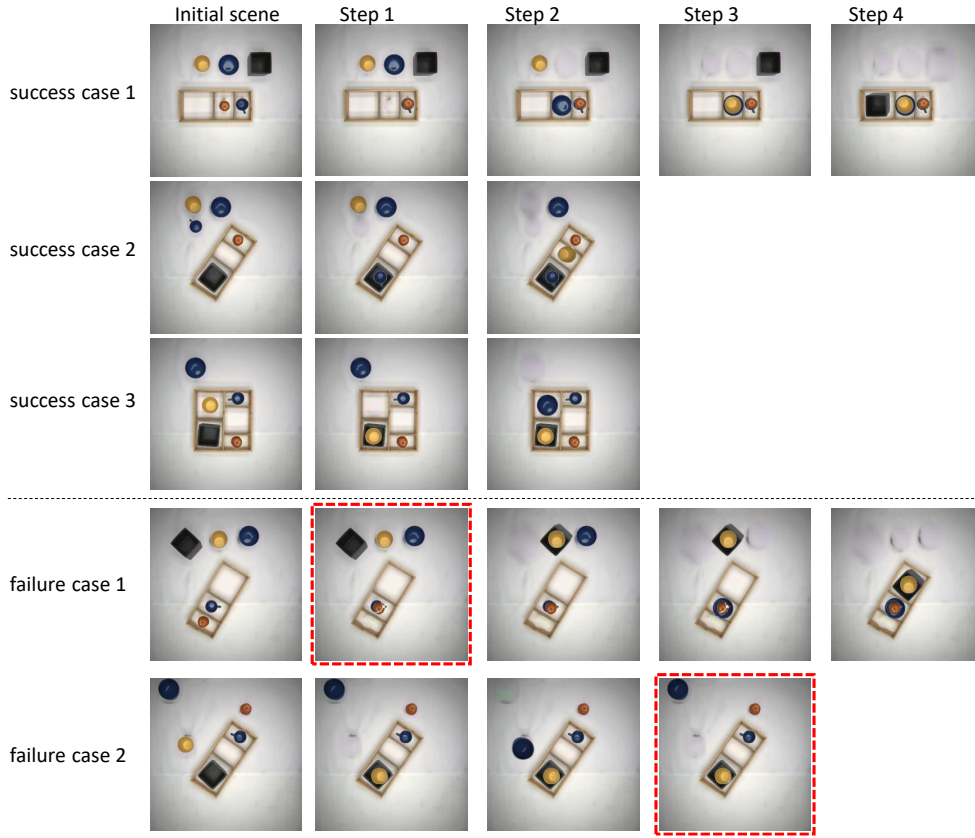 Initial scene Step 1 Step 2 Step 3 Step 4
success case 1
success case 2
success case 3
failure case 1
failure case 2